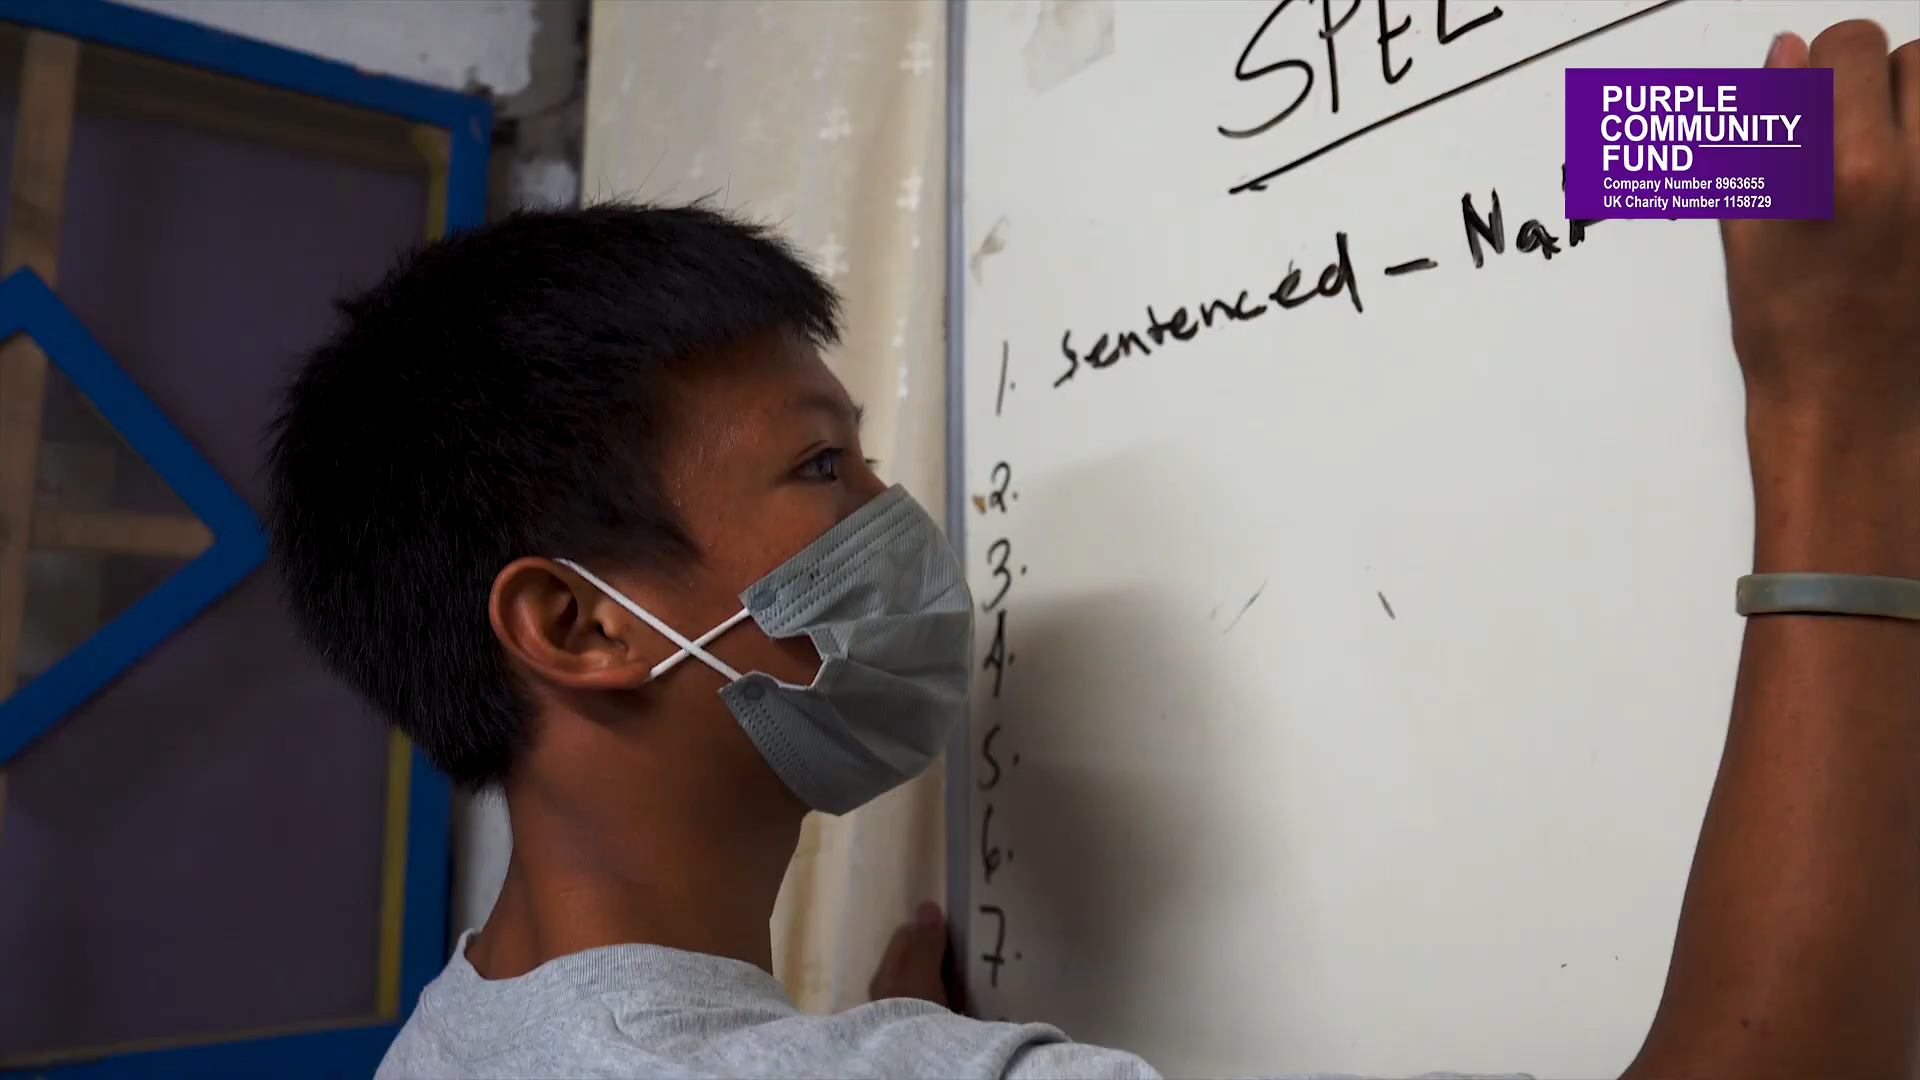 SPEL
PURPLE
COMMUNITY
FUND
Company Number 8963655
UK Charity Number 1158729
1. Sentenced -
2.
3.
4.
5.
6.
7.